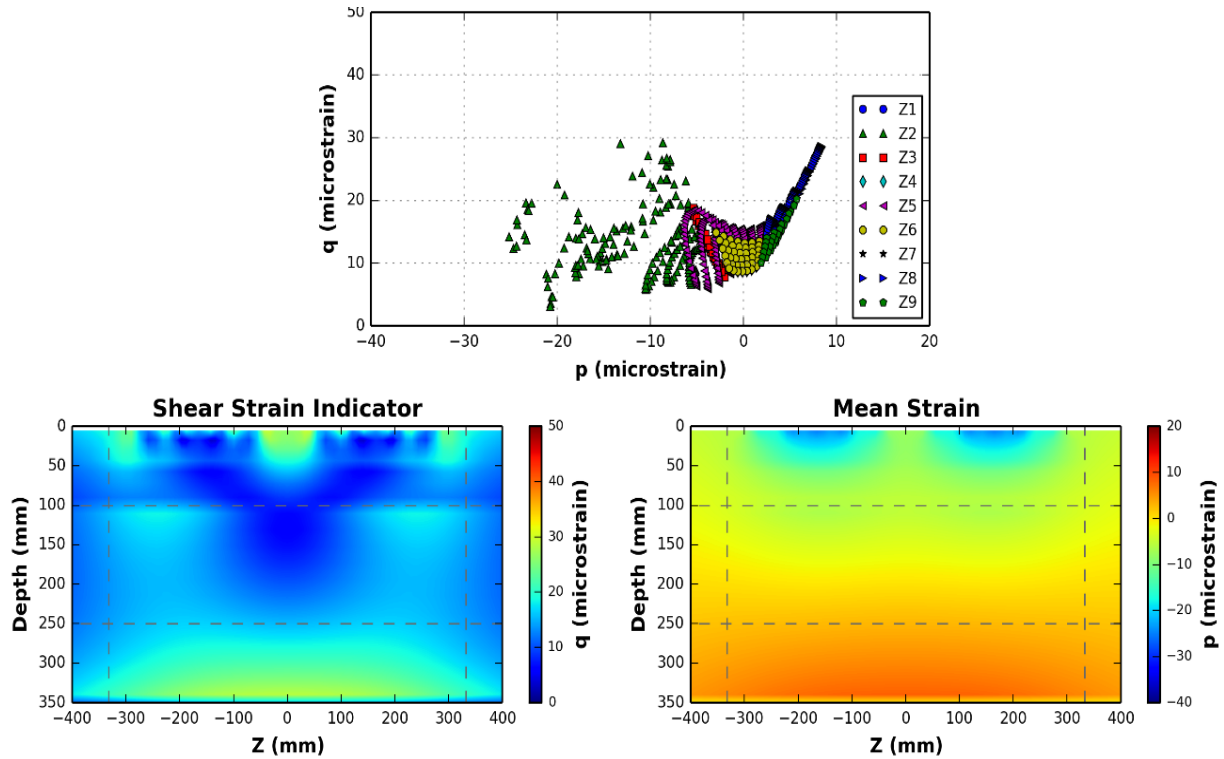 50
40
30
20
10
0
q (microstrain)
−40 −30 −20 −10 0 10 20
p (microstrain)
Z1
Z2
Z3
Z4
Z5
Z6
Z7
Z8
Z9
Shear Strain Indicator
0
50
100
150
200
250
300
350
Depth (mm)
−400 −300 −200 −100 0 100 200 300 400
Z (mm)
50
40
30
20
10
0
q (microstrain)
Mean Strain
0
50
100
150
200
250
300
350
Depth (mm)
−400 −300 −200 −100 0 100 200 300 400
Z (mm)
20
10
0
−10
−20
−30
−40
p (microstrain)